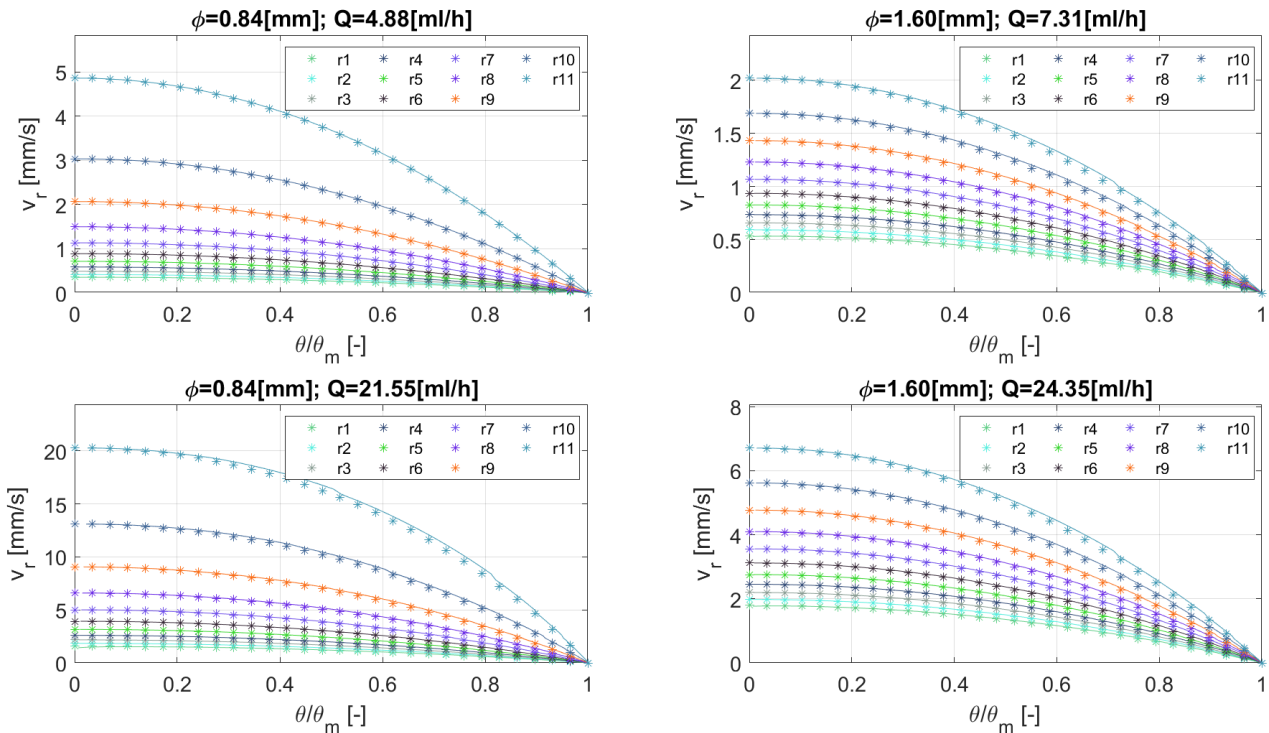 ϕ=0.84[mm]; Q=4.88[ml/h]
v_r [mm/s]
5
4
3
2
1
0
r1 r4 r7 r10
r2 r5 r8 r11
r3 r6 r9
0 0.2 0.4 0.6 0.8 1
θ/θ_m [-]
ϕ=1.60[mm]; Q=7.31[ml/h]
v_r [mm/s]
2
1.5
1
0.5
0
r1 r4 r7 r10
r2 r5 r8 r11
r3 r6 r9
0 0.2 0.4 0.6 0.8 1
θ/θ_m [-]
ϕ=0.84[mm]; Q=21.55[ml/h]
v_r [mm/s]
20
15
10
5
0
r1 r4 r7 r10
r2 r5 r8 r11
r3 r6 r9
0 0.2 0.4 0.6 0.8 1
θ/θ_m [-]
ϕ=1.60[mm]; Q=24.35[ml/h]
v_r [mm/s]
8
6
4
2
0
r1 r4 r7 r10
r2 r5 r8 r11
r3 r6 r9
0 0.2 0.4 0.6 0.8 1
θ/θ_m [-]